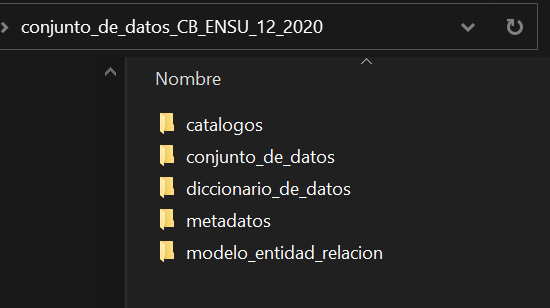 conjunto_de_datos_CB_ENSU_12_2020
Nombre
catalogos
conjunto_de_datos
diccionario_de_datos
metadatos
modelo_entidad_relacion